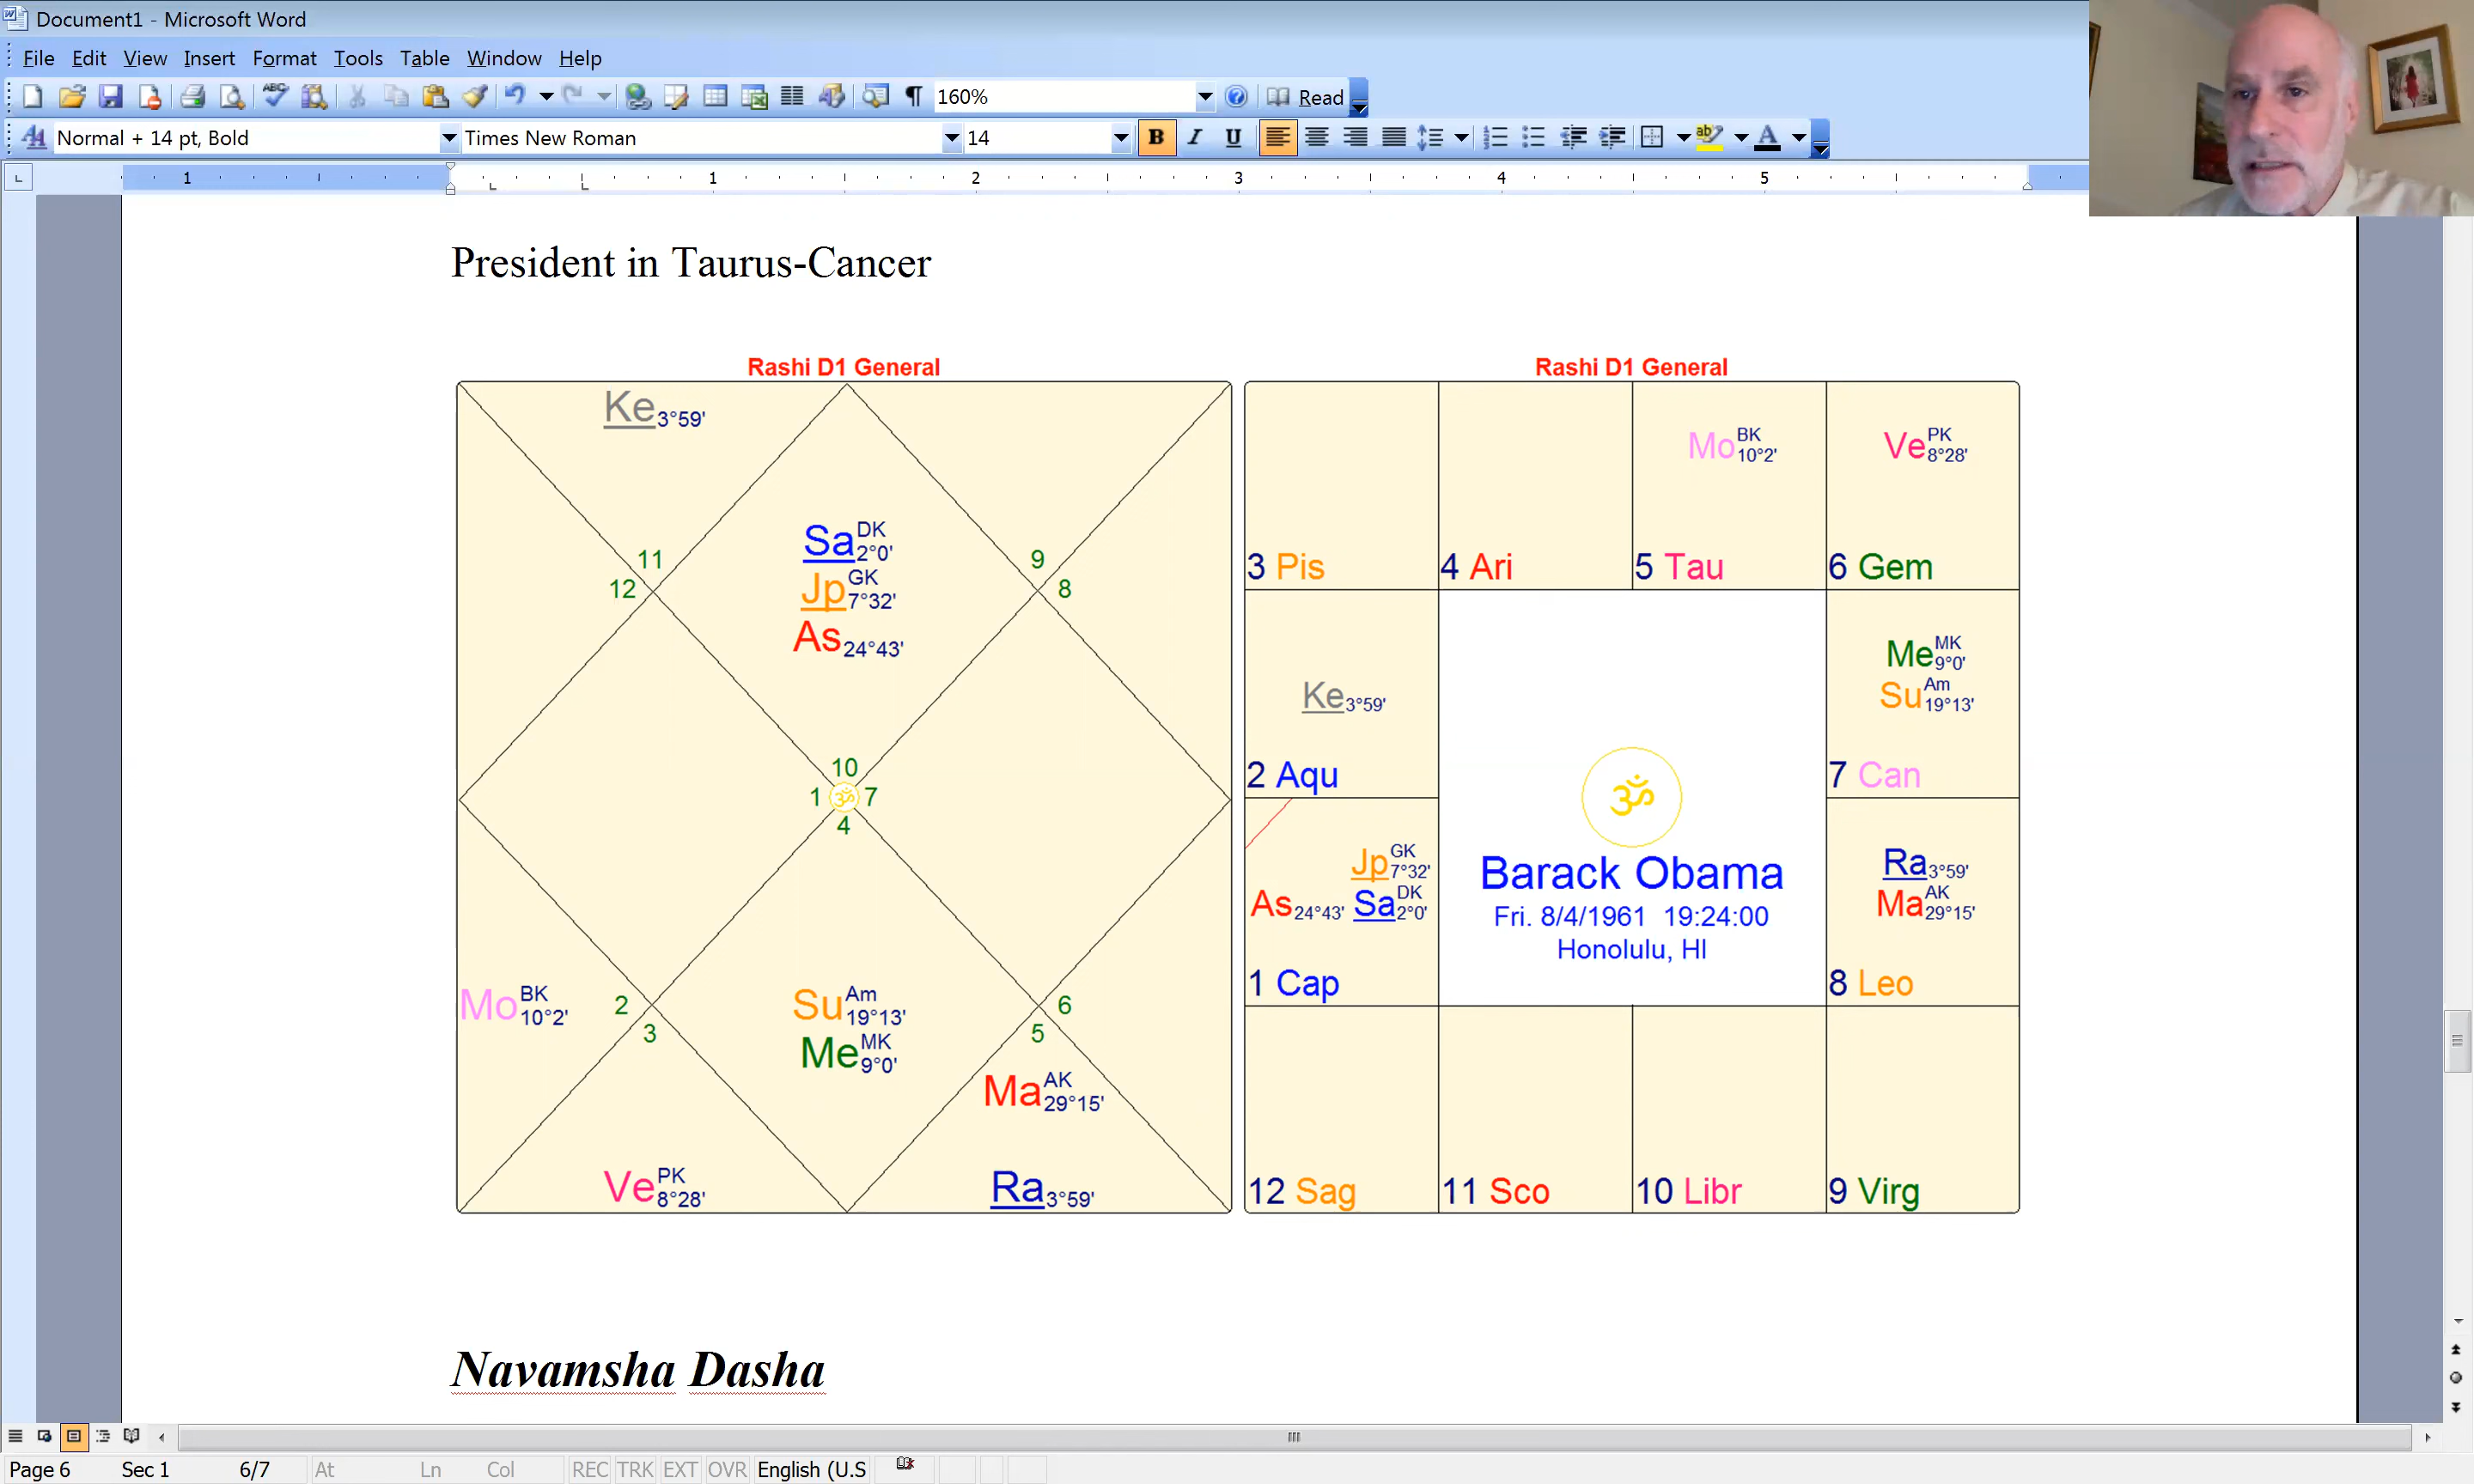 Document1 - Microsoft Word
File Edit View Insert Format Tools Table Window Help
160% Read
Normal + 14 pt, Bold Times New Roman 14
1 1 2 3 4 5
President in Taurus-Cancer
Rashi D1 General
Ke 3°59'
Sa DK 2°0'
11 9
12 8
Jp GK 7°32'
As 24°43'
10
1 ॐ 7
4
Mo BK 10°2'
2 6
3 5
Su Am 19°13'
Me MK 9°0'
Ma AK 29°15'
Ve PK 8°28'
Ra 3°59'
Rashi D1 General
Mo BK 10°2'
Ve PK 8°28'
3 Pis 4 Ari 5 Tau 6 Gem
Ke 3°59'
Me MK 9°0'
Su Am 19°13'
2 Aqu 7 Can
ॐ
Jp GK 7°32'
As 24°43' Sa DK 2°0'
Barack Obama
Fri. 8/4/1961 19:24:00
Honolulu, HI
Ra 3°59'
Ma AK 29°15'
1 Cap 8 Leo
12 Sag 11 Sco 10 Libr 9 Virg
Navamsha Dasha
Page 6 Sec 1 6/7 At Ln Col REC TRK EXT OVR English (U.S